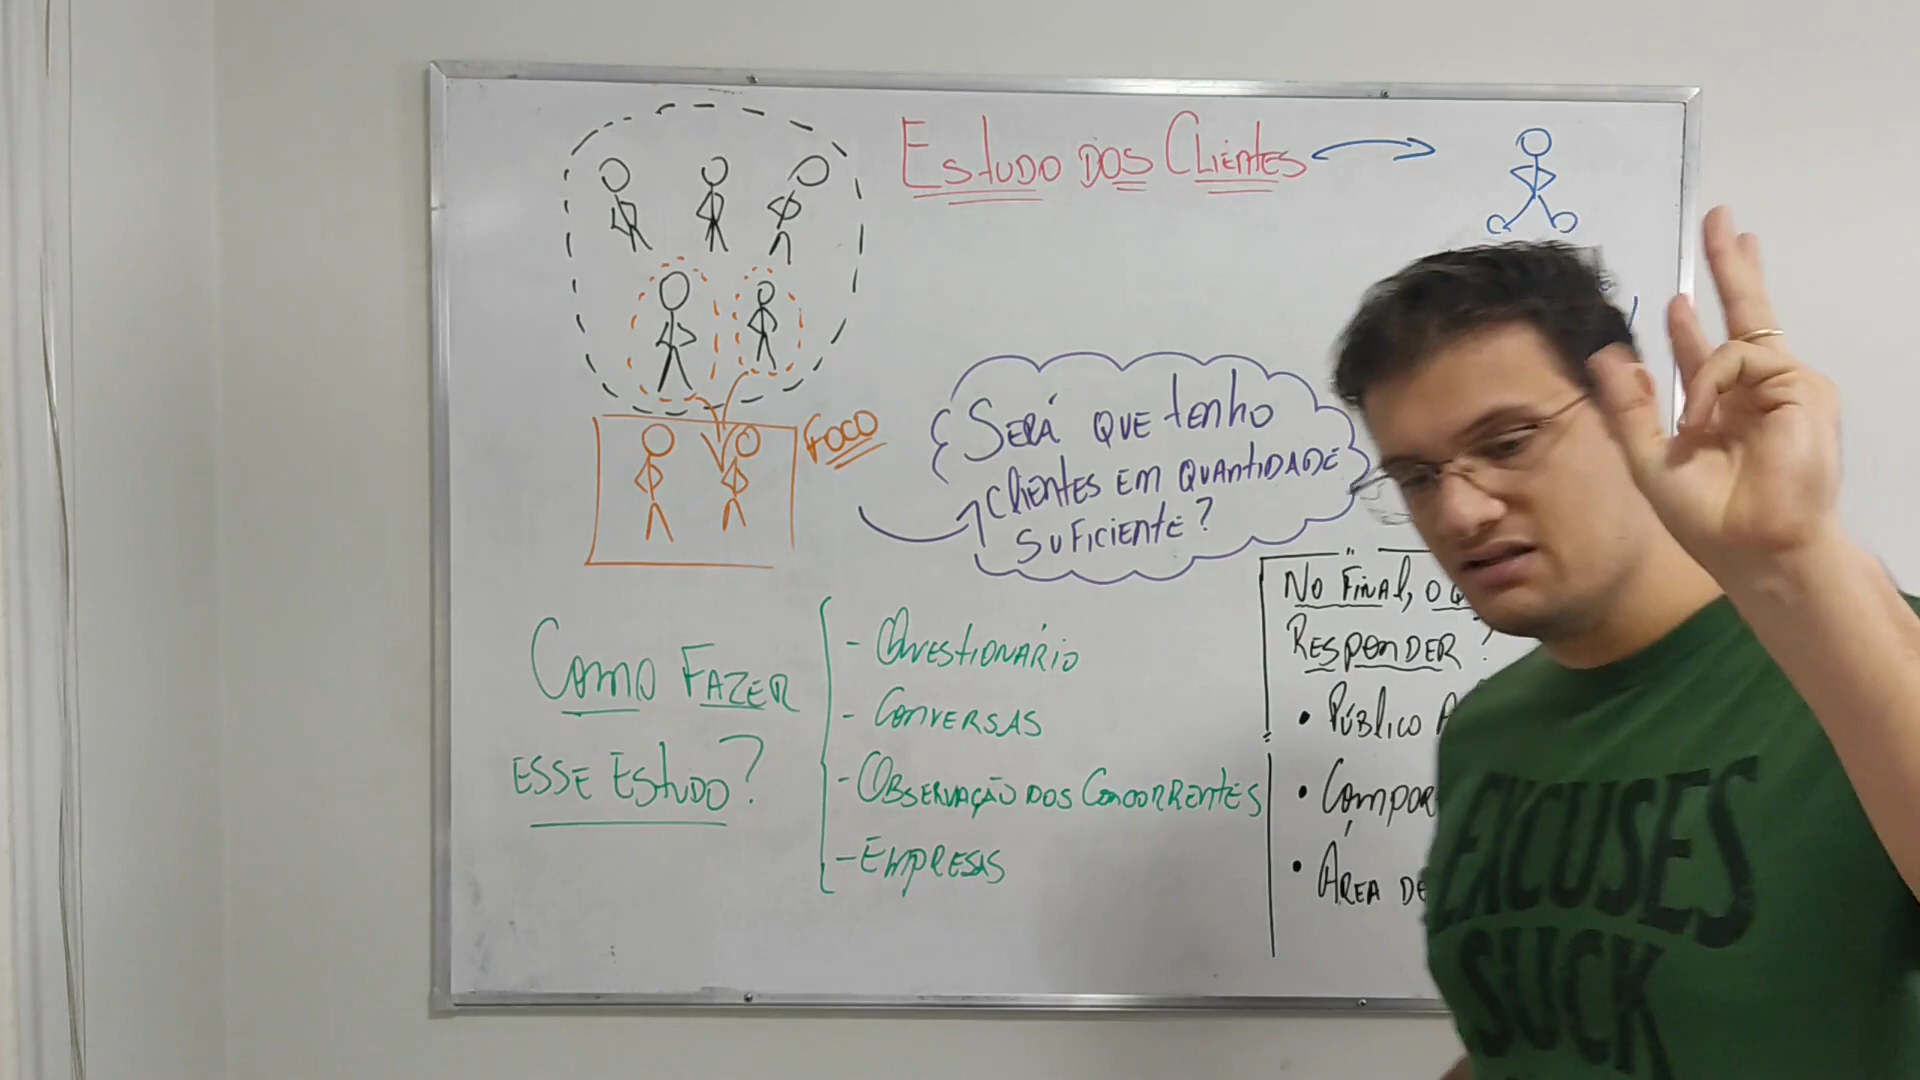 Estudo dos Clientes
FOCO
Será que tenho
clientes em quantidade
suficiente?
Como Fazer
esse Estudo?
- Questionário
- Conversas
- Observação dos Concorrentes
- Empresas
No Final, o
Responder?
• Público
•
• Área de
EXCUSES
SUCK